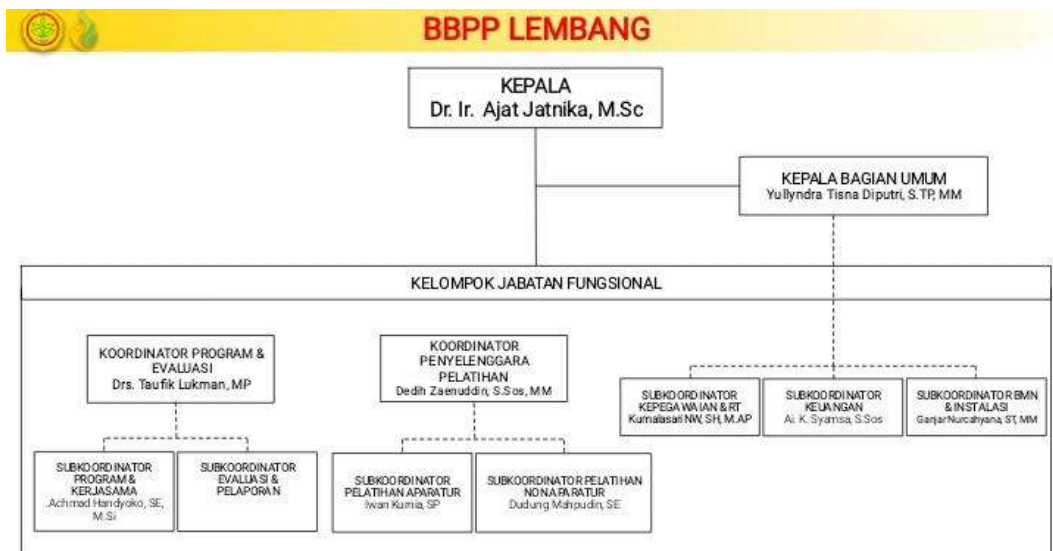 BBPP LEMBANG
KEPALA
Dr. Ir. Ajat Jatnika, M.Sc
KEPALA BAGIAN UMUM
Yullyndra Tisna Diputri, S.TP, MM
KELOMPOK JABATAN FUNGSIONAL
KOORDINATOR PROGRAM &
EVALUASI
Drs. Taufik Lukman, MP
KOORDINATOR
PENYELENGGARA
PELATIHAN
Dedih Zaenuddin, S.Sos, MM
SUBKOORDINATOR
KEPEGAWAIAN & RT
Kumalasari NW, SH, M.AP
SUBKOORDINATOR
KEUANGAN
Ai. K. Syamsa, S.Sos
SUBKOORDINATOR BMN
& INSTALASI
Ganjar Nurcahyana, ST, MM
SUBKOORDINATOR
PROGRAM &
KERJASAMA
.Achmad Handyoko, SE,
M.Si
SUBKOORDINATOR
EVALUASI &
PELAPORAN
SUBKOORDINATOR
PELATIHAN APARATUR
Iwan Kurnia, SP
SUBKOORDINATOR PELATIHAN
NON APARATUR
Dudung Mahpudin, SE